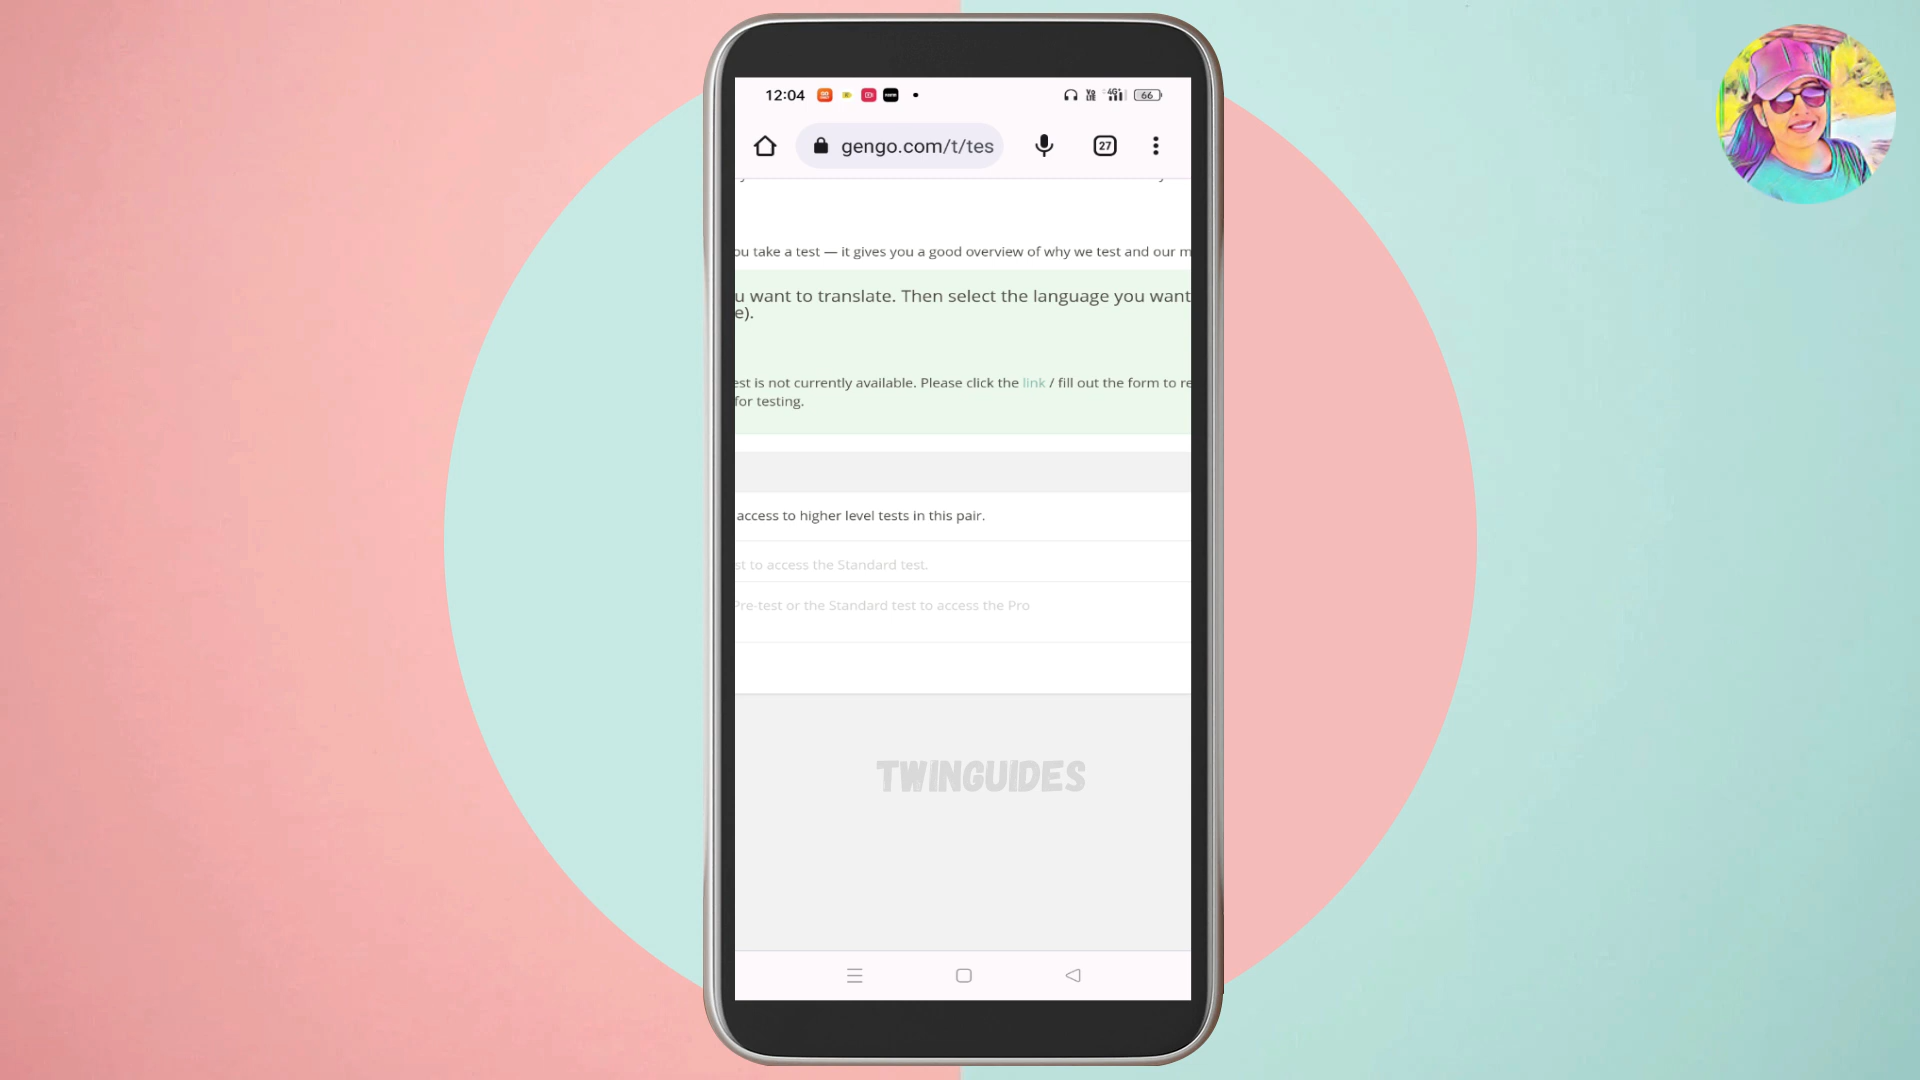 12:04 4G+ 66
gengo.com/t/tes 27
ou take a test — it gives you a good overview of why we test and our m
u want to translate. Then select the language you want
e).
est is not currently available. Please click the link / fill out the form to re
for testing.
access to higher level tests in this pair.
st to access the Standard test.
Pre-test or the Standard test to access the Pro
TWINGUIDES